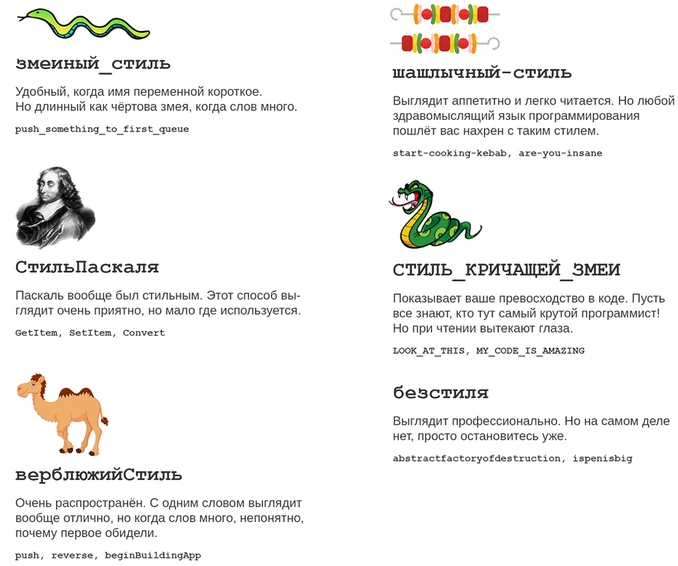 змеиный_стиль
Удобный, когда имя переменной короткое.
Но длинный как чёртова змея, когда слов много.
push_something_to_first_queue
СтильПаскаля
Паскаль вообще был стильным. Этот способ вы-
глядит очень приятно, но мало где используется.
GetItem, SetItem, Convert
верблюжийСтиль
Очень распространён. С одним словом выглядит
вообще отлично, но когда слов много, непонятно,
почему первое обидели.
push, reverse, beginBuildingApp
шашлычный-стиль
Выглядит аппетитно и легко читается. Но любой
здравомыслящий язык программирования
пошлёт вас нахрен с таким стилем.
start-cooking-kebab, are-you-insane
СТИЛЬ_КРИЧАЩЕЙ_ЗМЕИ
Показывает ваше превосходство в коде. Пусть
все знают, кто тут самый крутой программист!
Но при чтении вытекают глаза.
LOOK_AT_THIS, MY_CODE_IS_AMAZING
безстиля
Выглядит профессионально. Но на самом деле
нет, просто остановитесь уже.
abstractfactoryofdestruction, ispenisbig